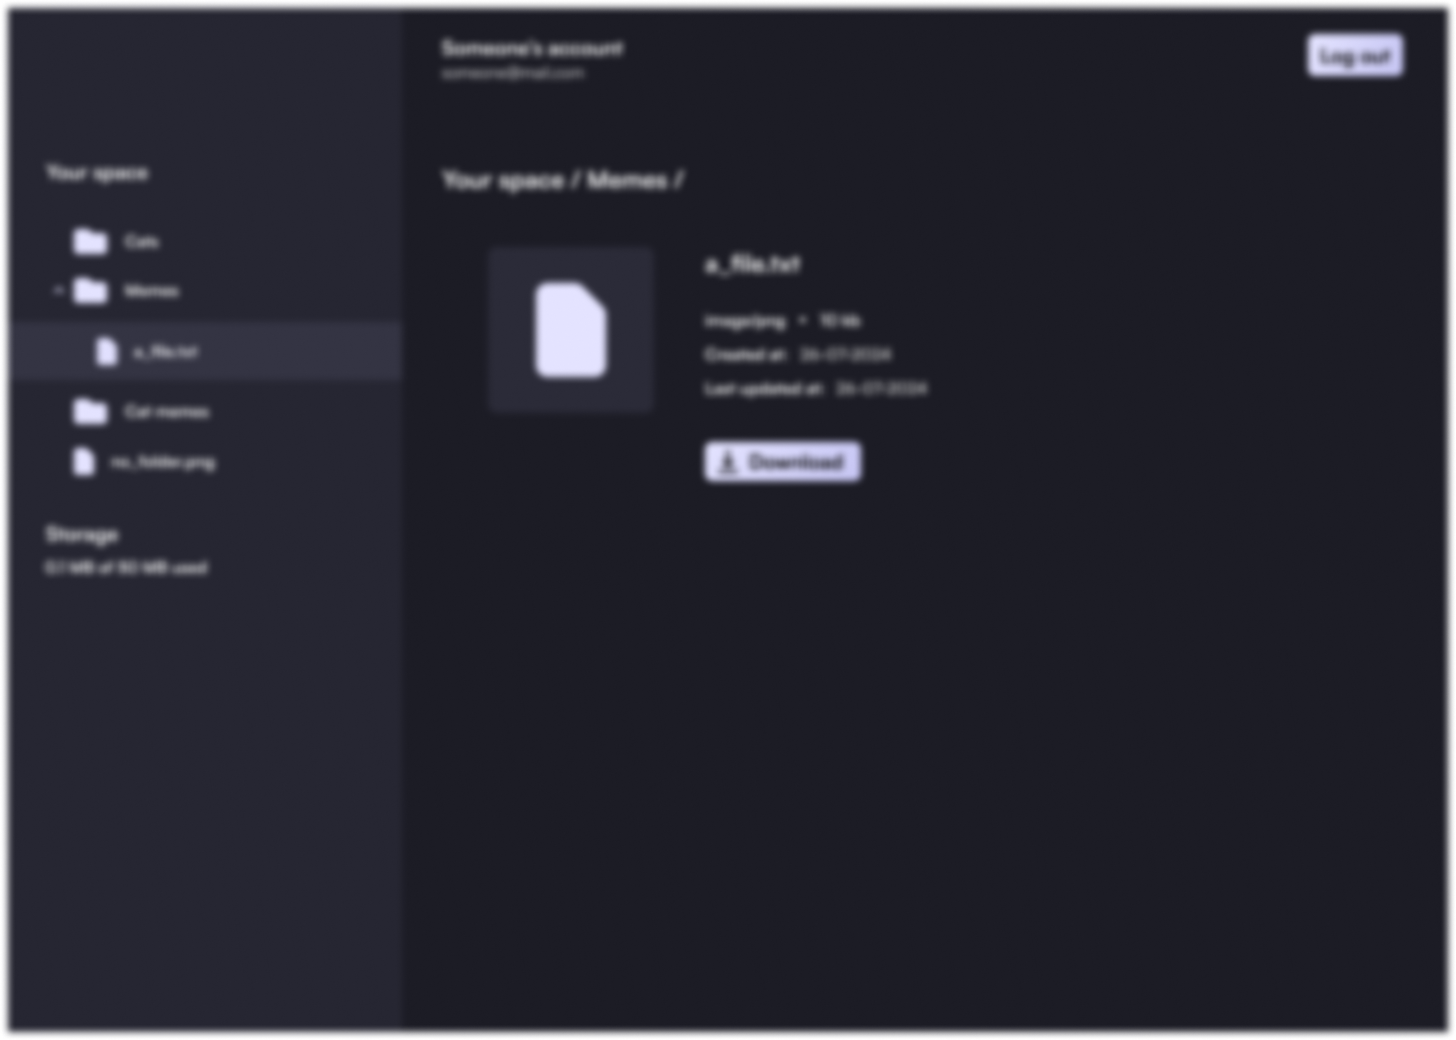 Someone's account
someone@mail.com
Log out
Your space
Cats
Memes
a_file.txt
Cat memes
no_folder.png
Storage
0.1 MB of 50 MB used
Your space / Memes /
a_file.txt
image/png • 10 kb
Created at: 26-07-2024
Last updated at: 26-07-2024
Download